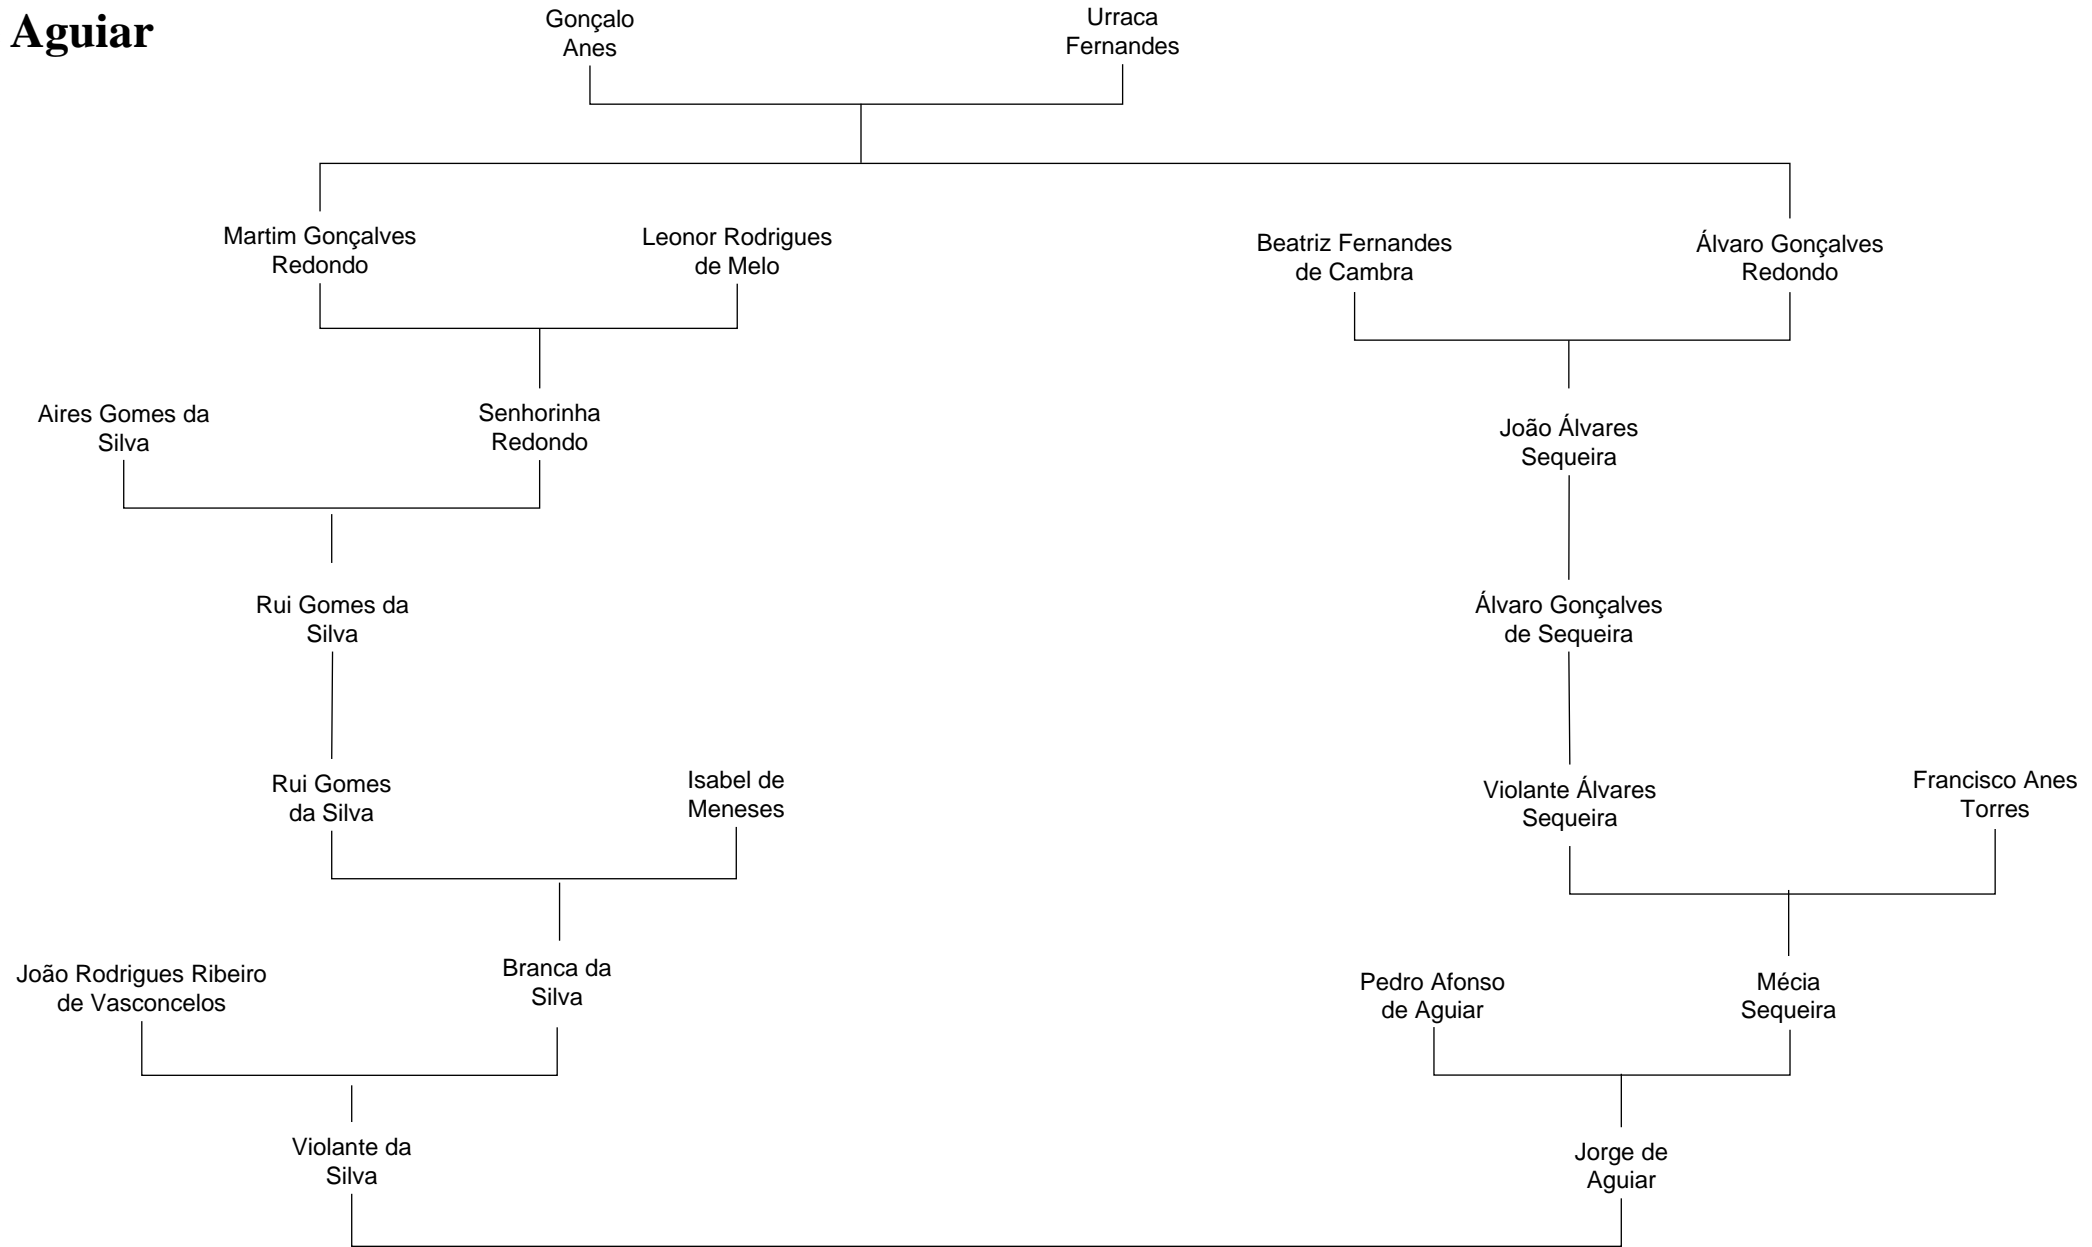 Aguiar
Gonçalo
Anes
Urraca
Fernandes
Martim Gonçalves
Redondo
Leonor Rodrigues
de Melo
Beatriz Fernandes
de Cambra
Álvaro Gonçalves
Redondo
Aires Gomes da
Silva
Senhorinha
Redondo
João Álvares
Sequeira
Rui Gomes da
Silva
Álvaro Gonçalves
de Sequeira
Rui Gomes
da Silva
Isabel de
Meneses
Violante Álvares
Sequeira
Francisco Anes
Torres
João Rodrigues Ribeiro
de Vasconcelos
Branca da
Silva
Pedro Afonso
de Aguiar
Mécia
Sequeira
Violante da
Silva
Jorge de
Aguiar